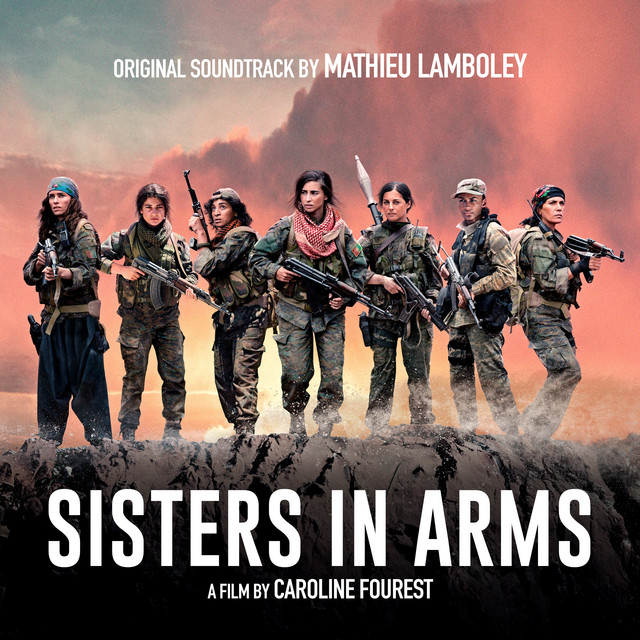 ORIGINAL SOUNDTRACK BY MATHIEU LAMBOLEY
SISTERS IN ARMS
A FILM BY CAROLINE FOUREST